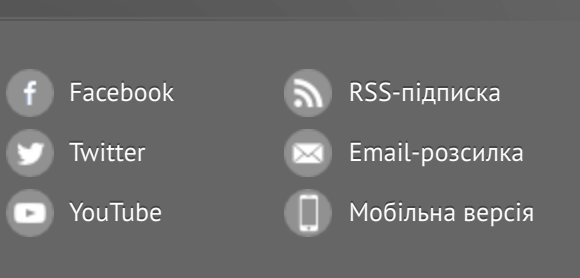 Facebook
Twitter
YouTube
RSS-підписка
Email-розсилка
Мобільна версія